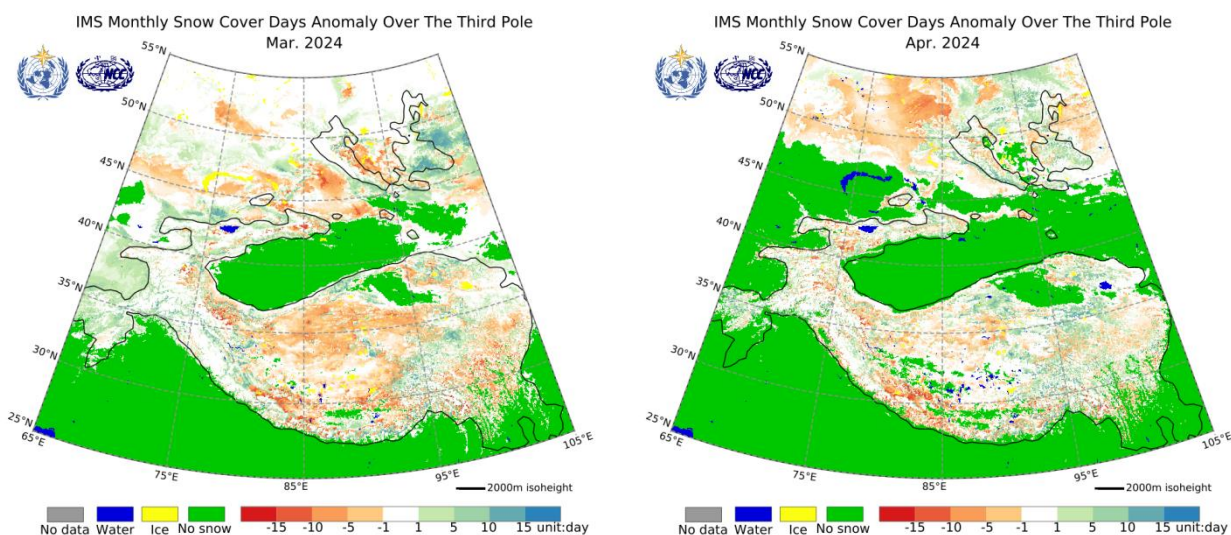 IMS Monthly Snow Cover Days Anomaly Over The Third Pole
Mar. 2024
NCC
55°N
50°N
45°N
40°N
35°N
30°N
25°N
65°E
75°E
85°E
95°E
105°E
2000m isoheight
No data Water Ice No snow -15 -10 -5 -1 1 5 10 15 unit:day
IMS Monthly Snow Cover Days Anomaly Over The Third Pole
Apr. 2024
NCC
55°N
50°N
45°N
40°N
35°N
30°N
25°N
65°E
75°E
85°E
95°E
105°E
2000m isoheight
No data Water Ice No snow -15 -10 -5 -1 1 5 10 15 unit:day